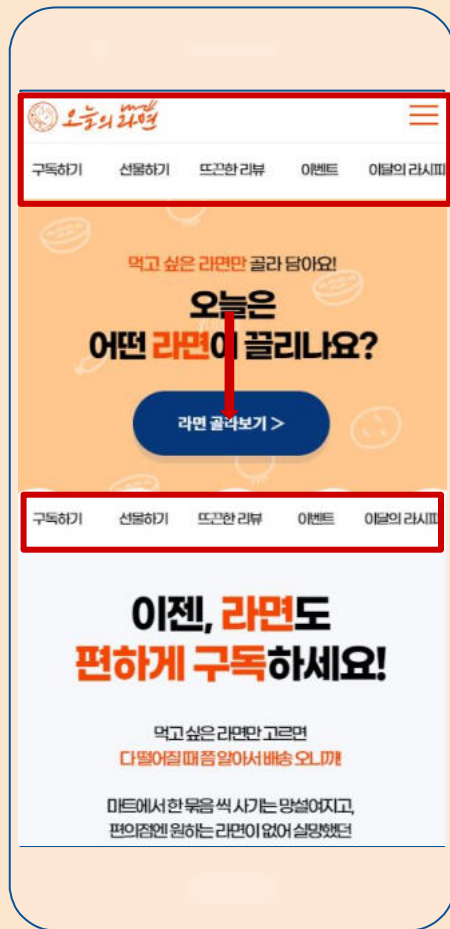 오늘의 라면
구독하기 선물하기 뜨끈한 리뷰 이벤트 이달의 라시피
먹고 싶은 라면만 골라 담아요!
오늘은
어떤 라면이 끌리나요?
라면 골라보기 >
구독하기 선물하기 뜨끈한 리뷰 이벤트 이달의 라시피
이젠, 라면도
편하게 구독하세요!
먹고 싶은 라면만 고르면
다 떨어질 때 쯤 알아서 배송 오니까!
마트에서 한 묶음 씩 사기는 망설여지고,
편의점엔 원하는 라면이 없어 실망했던